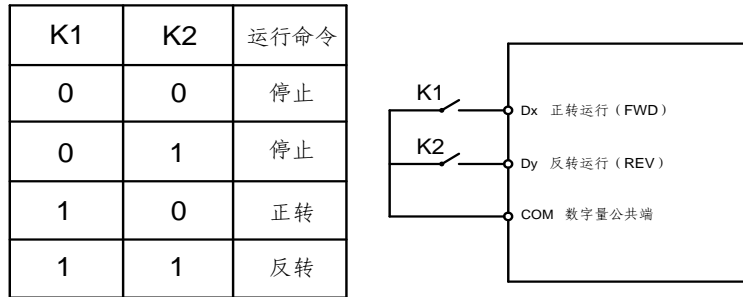 K1 K2 运行命令
0 0 停止
0 1 停止
1 0 正转
1 1 反转
K1
Dx 正转运行（FWD）
K2
Dy 反转运行（REV）
COM 数字量公共端